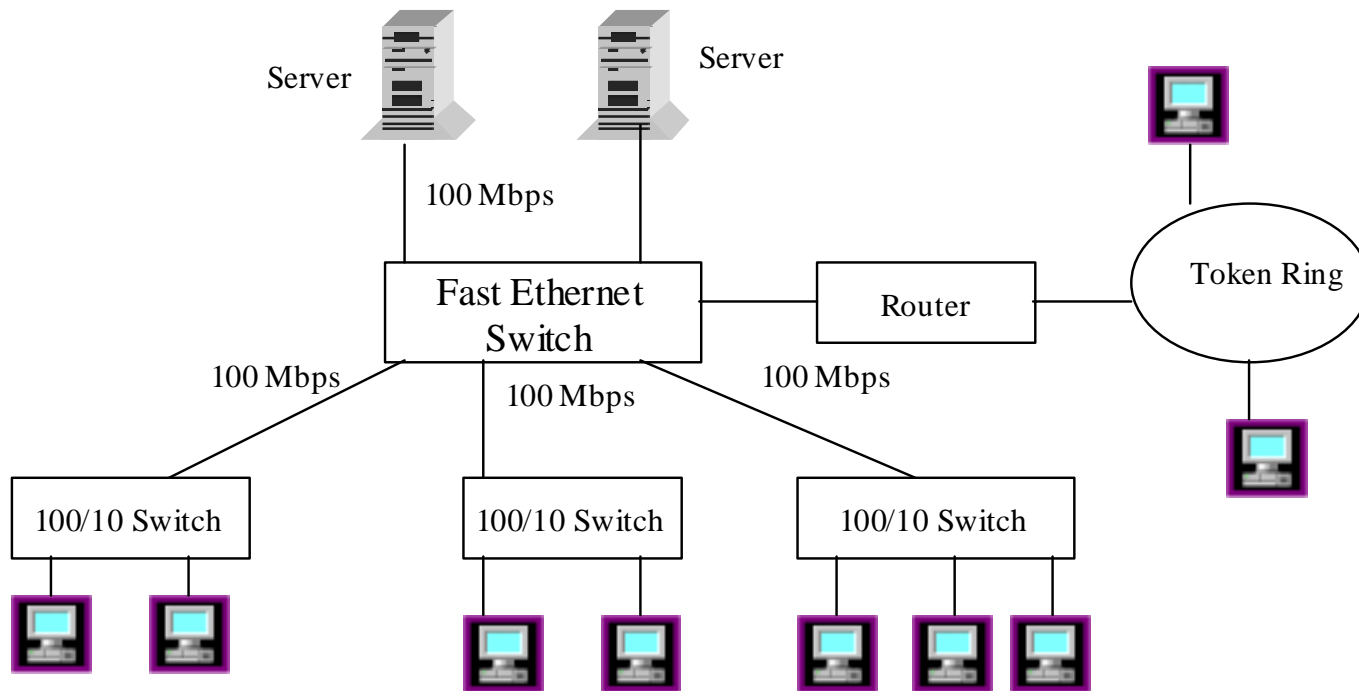 Server
Server
100 Mbps
Fast Ethernet
Switch
Router
Token Ring
100 Mbps
100 Mbps
100 Mbps
100/10 Switch
100/10 Switch
100/10 Switch